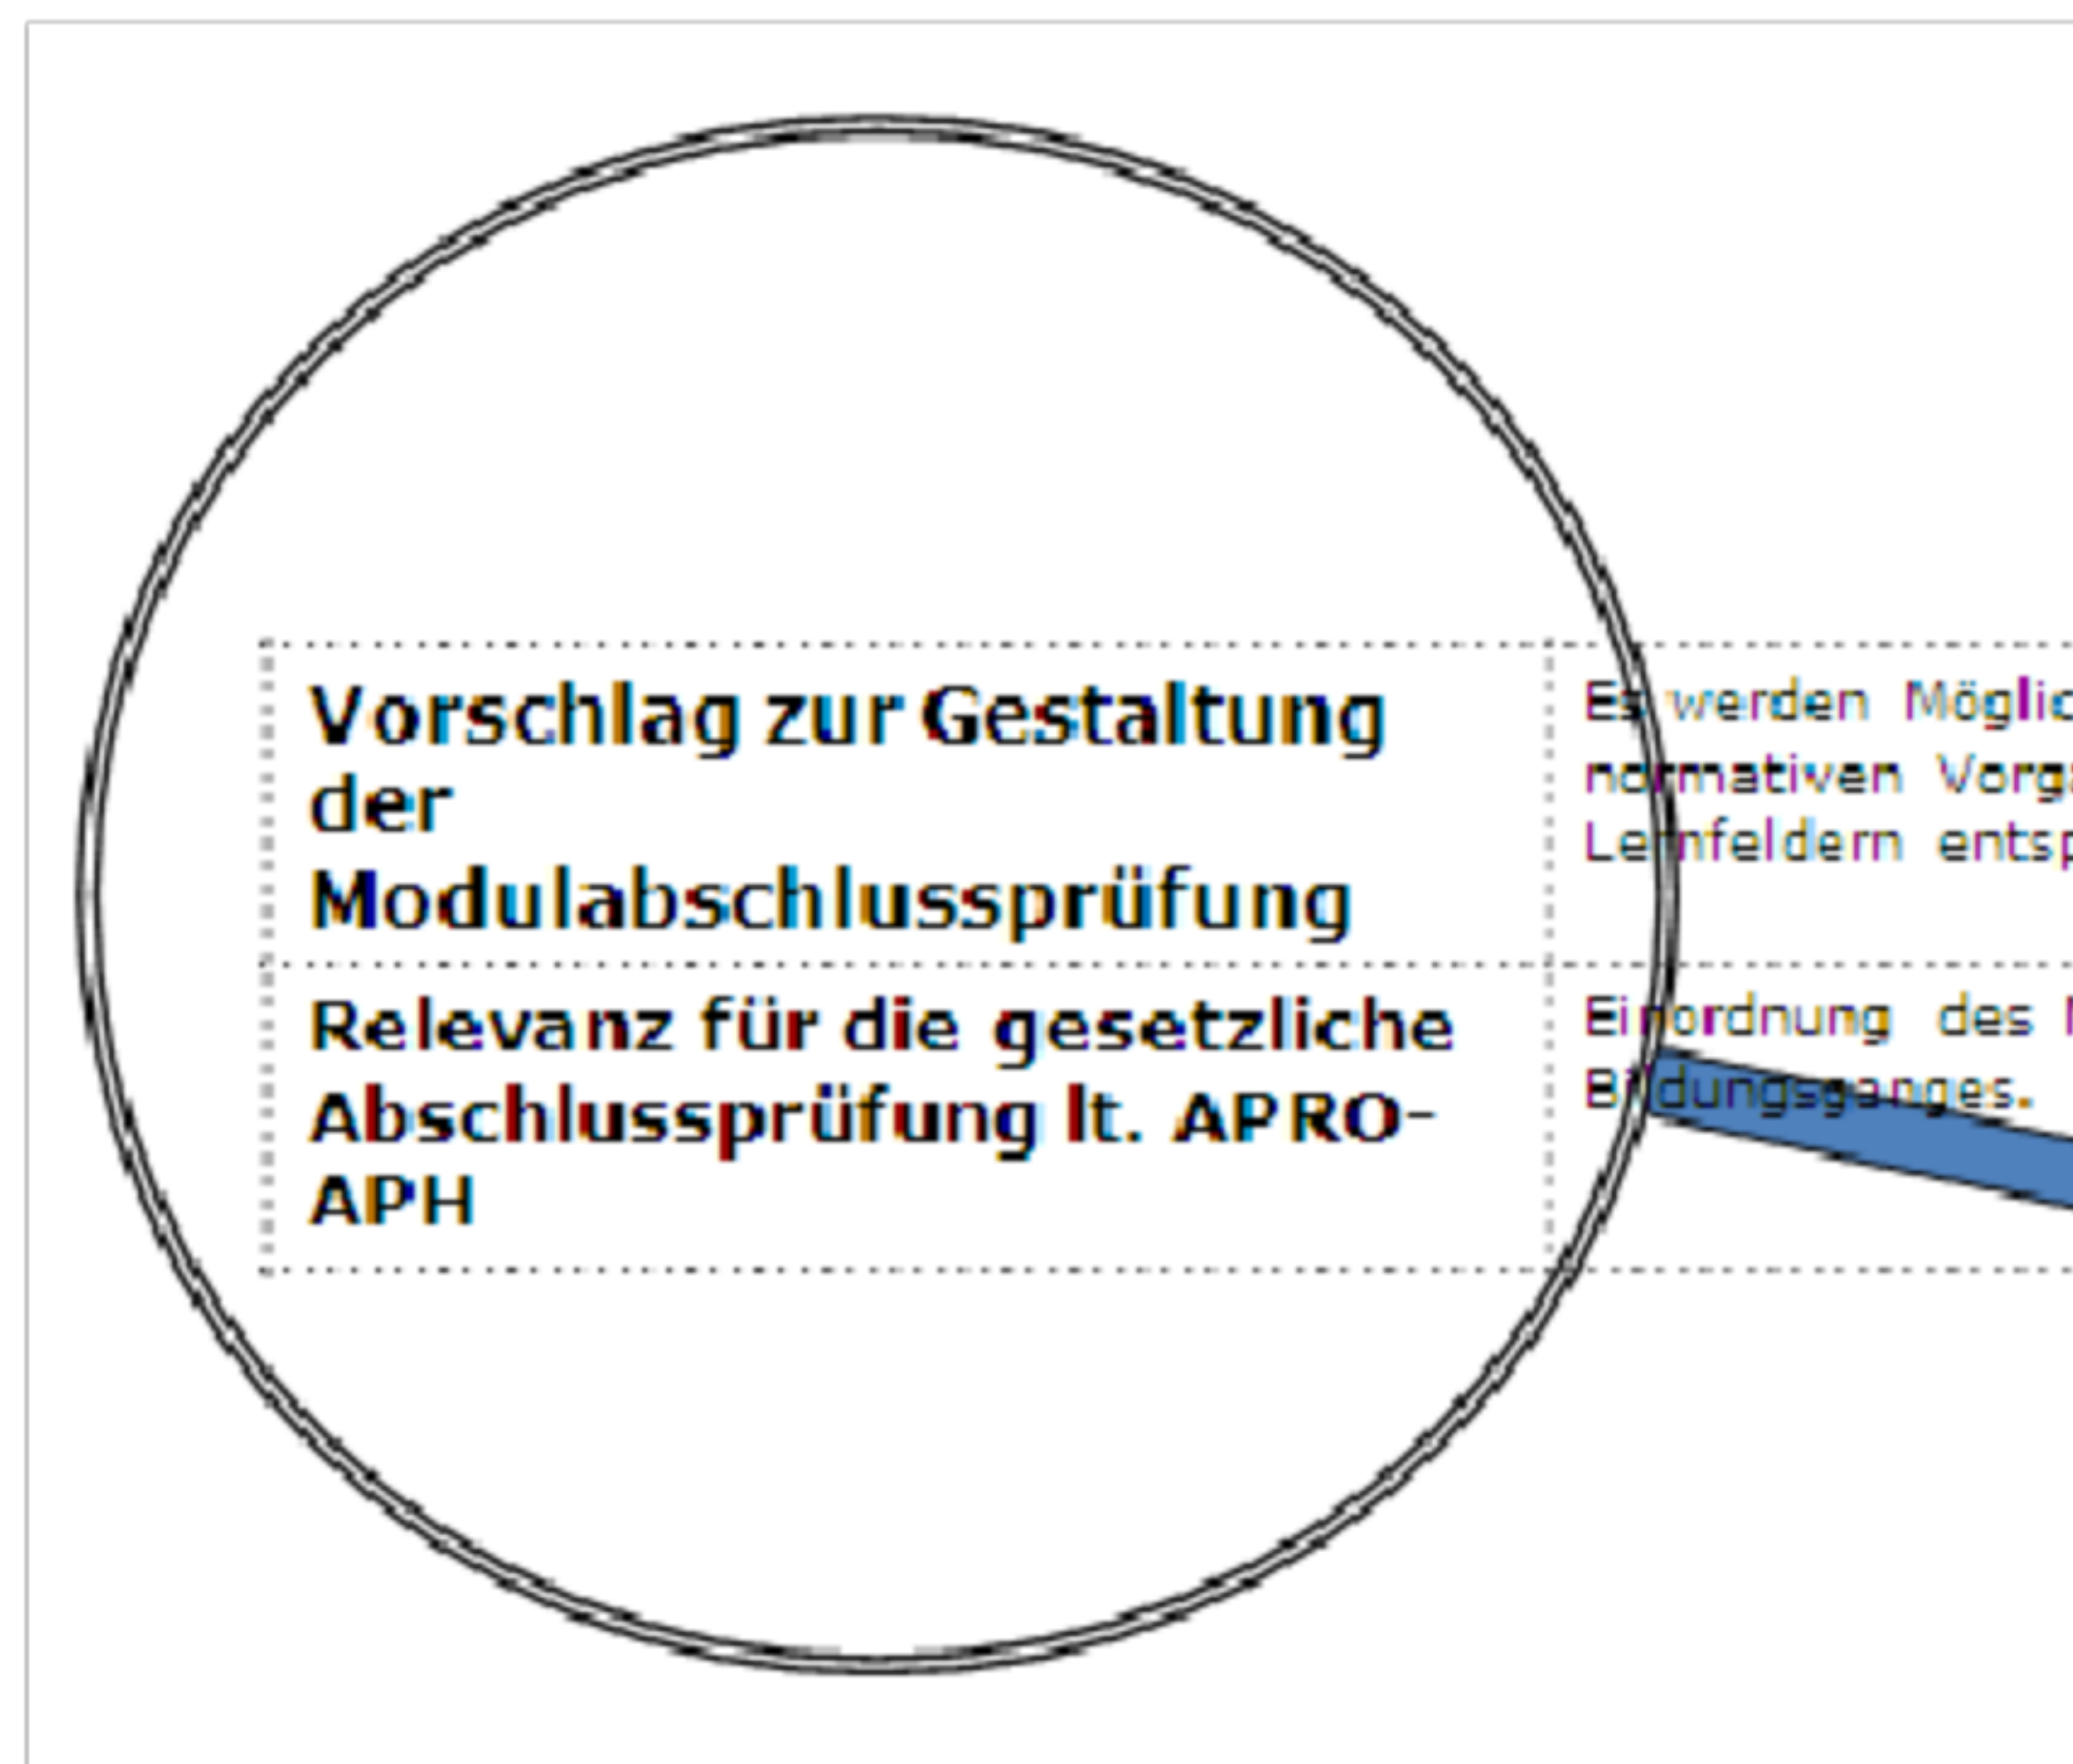 Vorschlag zur Gestaltung
der
Modulabschlussprüfung
Es werden
normativen
Lernfeldern
Relevanz für die gesetzliche
Abschlussprüfung lt. APRO-
APH
Einordnung des
Bildungsganges.